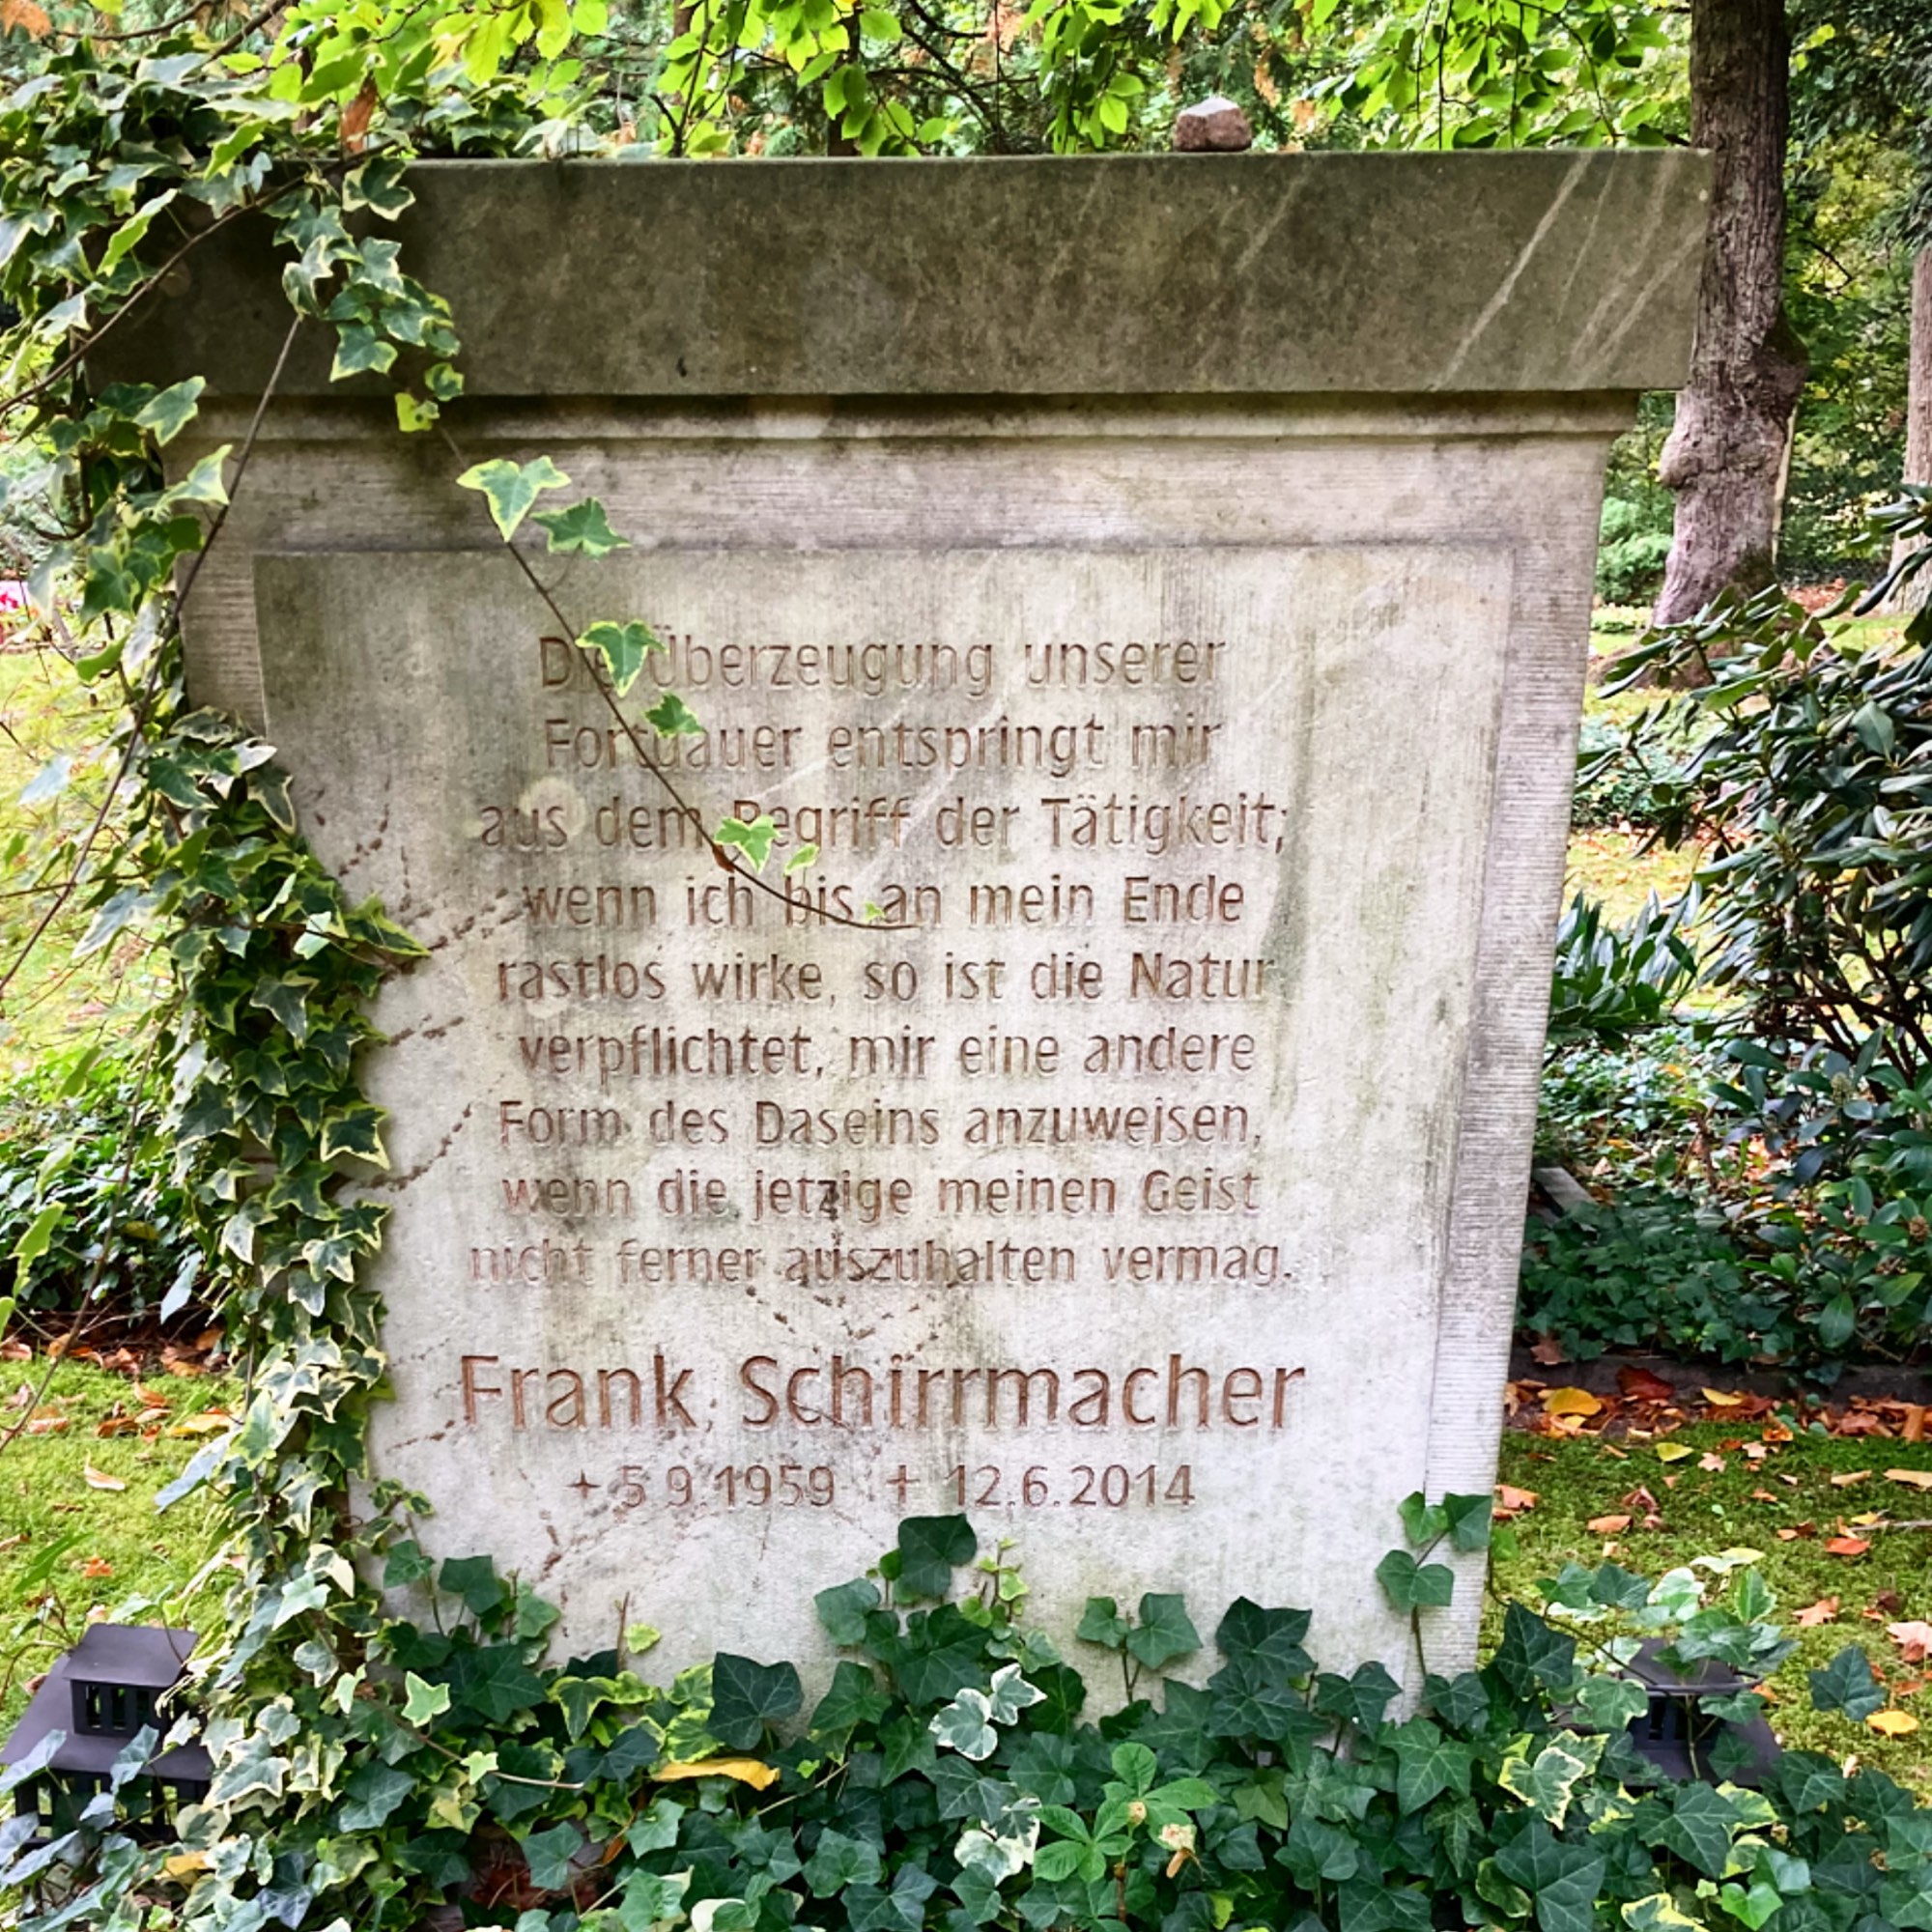 Die Überzeugung unserer
Fortdauer entspringt mir
aus dem Begriff der Tätigkeit;
wenn ich bis an mein Ende
rastlos wirke, so ist die Natur
verpflichtet, mir eine andere
Form des Daseins anzuweisen,
wenn die jetzige meinen Geist
nicht ferner auszuhalten vermag.
Frank Schirrmacher
+ 5.9.1959 † 12.6.2014